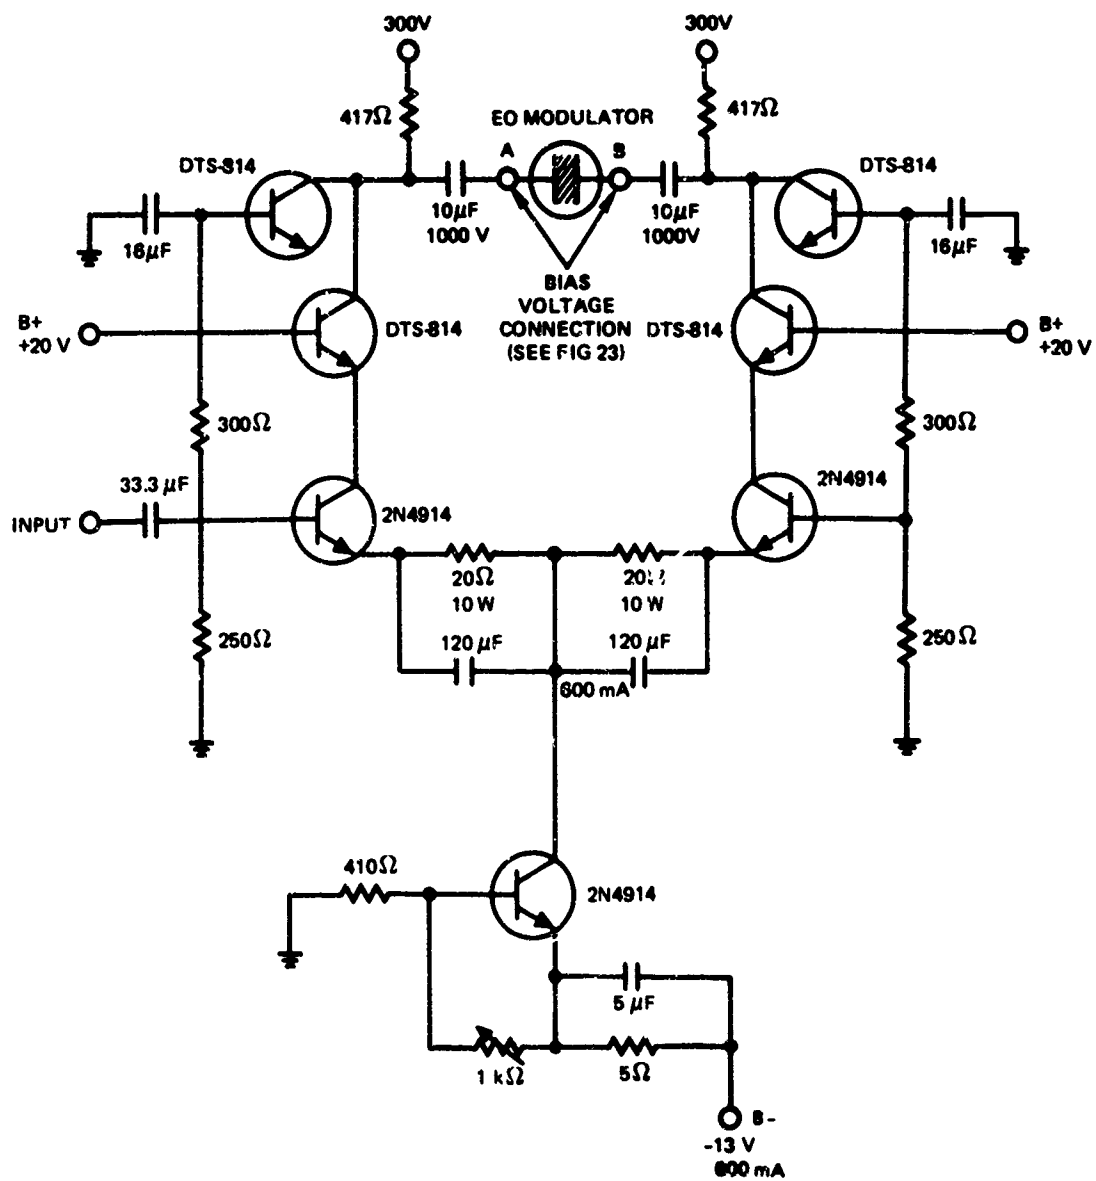 300V
300V
417Ω
EO MODULATOR
417Ω
A
B
DTS-814
DTS-814
10µF
1000 V
10µF
1000V
16µF
16µF
BIAS
VOLTAGE
CONNECTION
(SEE FIG 23)
B+
+20 V
DTS-814
DTS-814
B+
+20 V
300Ω
300Ω
33.3 µF
2N4914
INPUT
2N4914
20Ω
10 W
20Ω
10 W
250Ω
120 µF
120 µF
250Ω
600 mA
410Ω
2N4914
5 µF
1 kΩ
5Ω
B-
-13 V
600 mA